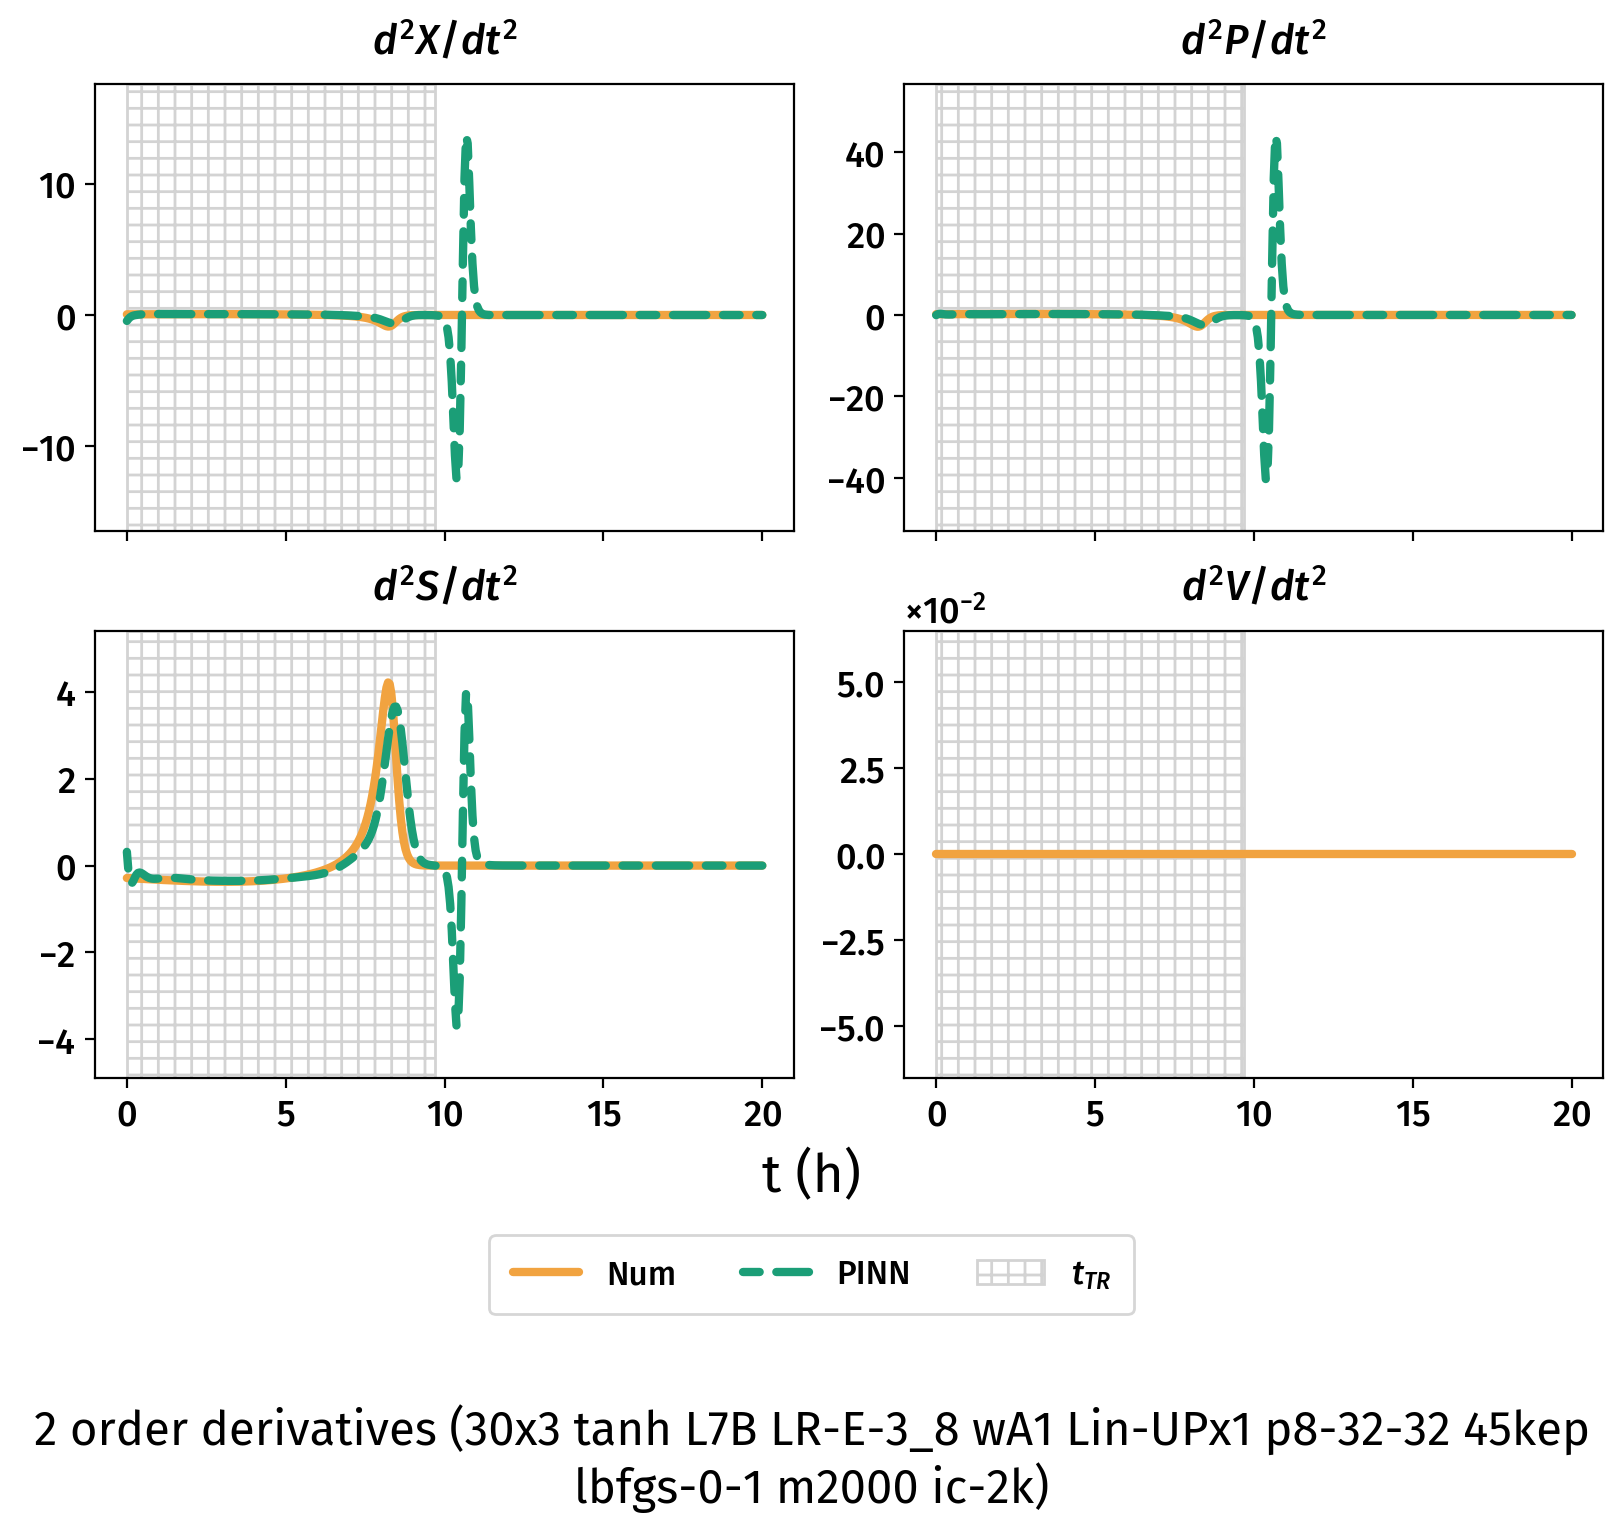 d²X/dt²
d²P/dt²
10
0
−10
40
20
0
−20
−40
d²S/dt²
d²V/dt²
×10⁻²
4
2
0
−2
−4
5.0
2.5
0.0
−2.5
−5.0
0 5 10 15 20
0 5 10 15 20
t (h)
Num PINN t_TR
2 order derivatives (30x3 tanh L7B LR-E-3_8 wA1 Lin-UPx1 p8-32-32 45kep
lbfgs-0-1 m2000 ic-2k)